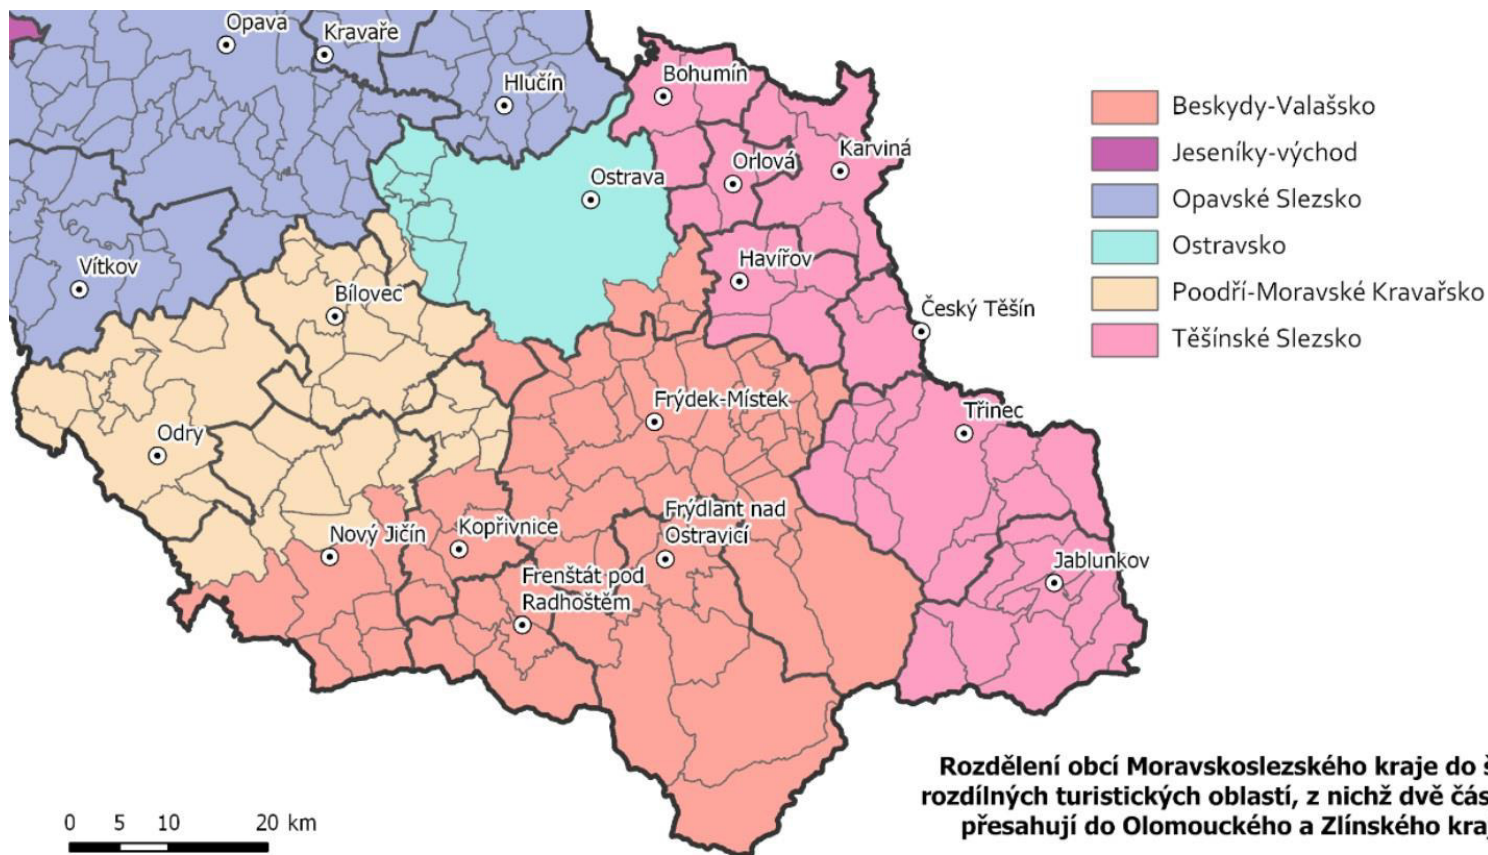 Opava
Kravaře
Hlučín
Bohumín
Ostrava
Orlová
Karviná
Vítkov
Bílovec
Havířov
Český Těšín
Odry
Frýdek-Místek
Třinec
Nový Jičín
Kopřivnice
Frýdlant nad
Ostravicí
Frenštát pod
Radhoštěm
Jablunkov
Beskydy-Valašsko
Jeseníky-východ
Opavské Slezsko
Ostravsko
Poodří-Moravské Kravařsko
Těšínské Slezsko
Rozdělení obcí Moravskoslezského kraje do
rozdílných turistických oblastí, z nichž dvě
přesahují do Olomouckého a Zlínského
0 5 10 20 km